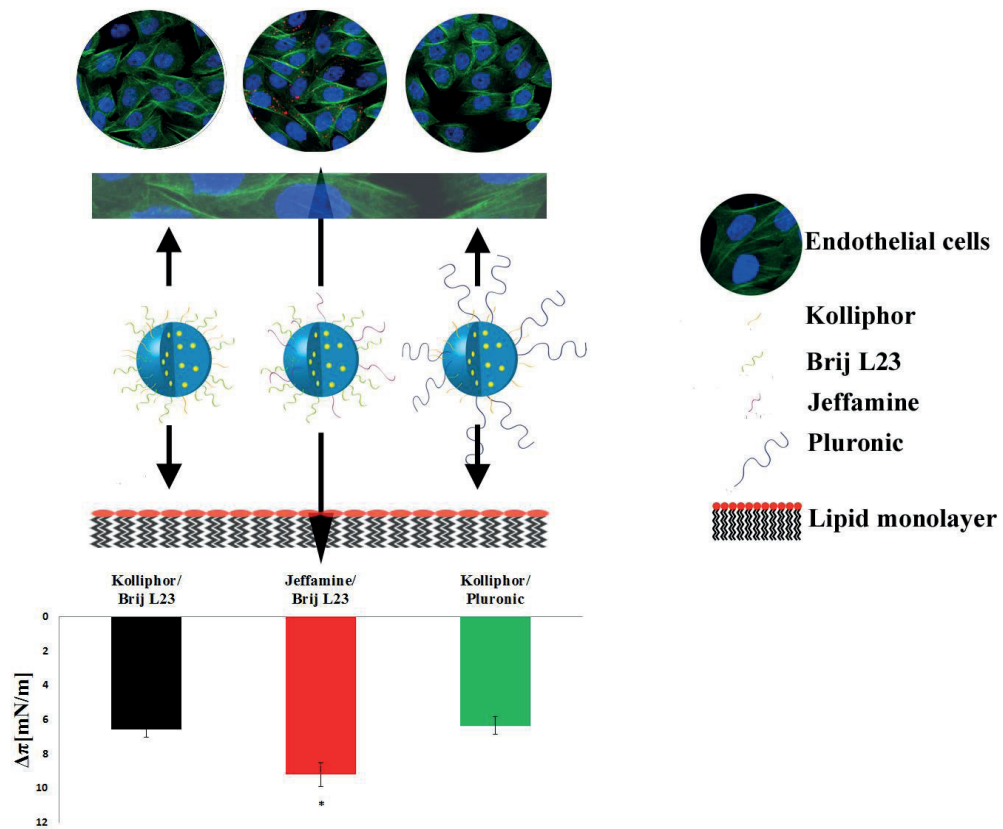 Endothelial cells
Kolliphor
Brij L23
Jeffamine
Pluronic
Lipid monolayer
Kolliphor/
Brij L23
Jeffamine/
Brij L23
Kolliphor/
Pluronic
0
2
4
6
8
10
12
Δπ[mN/m]
*